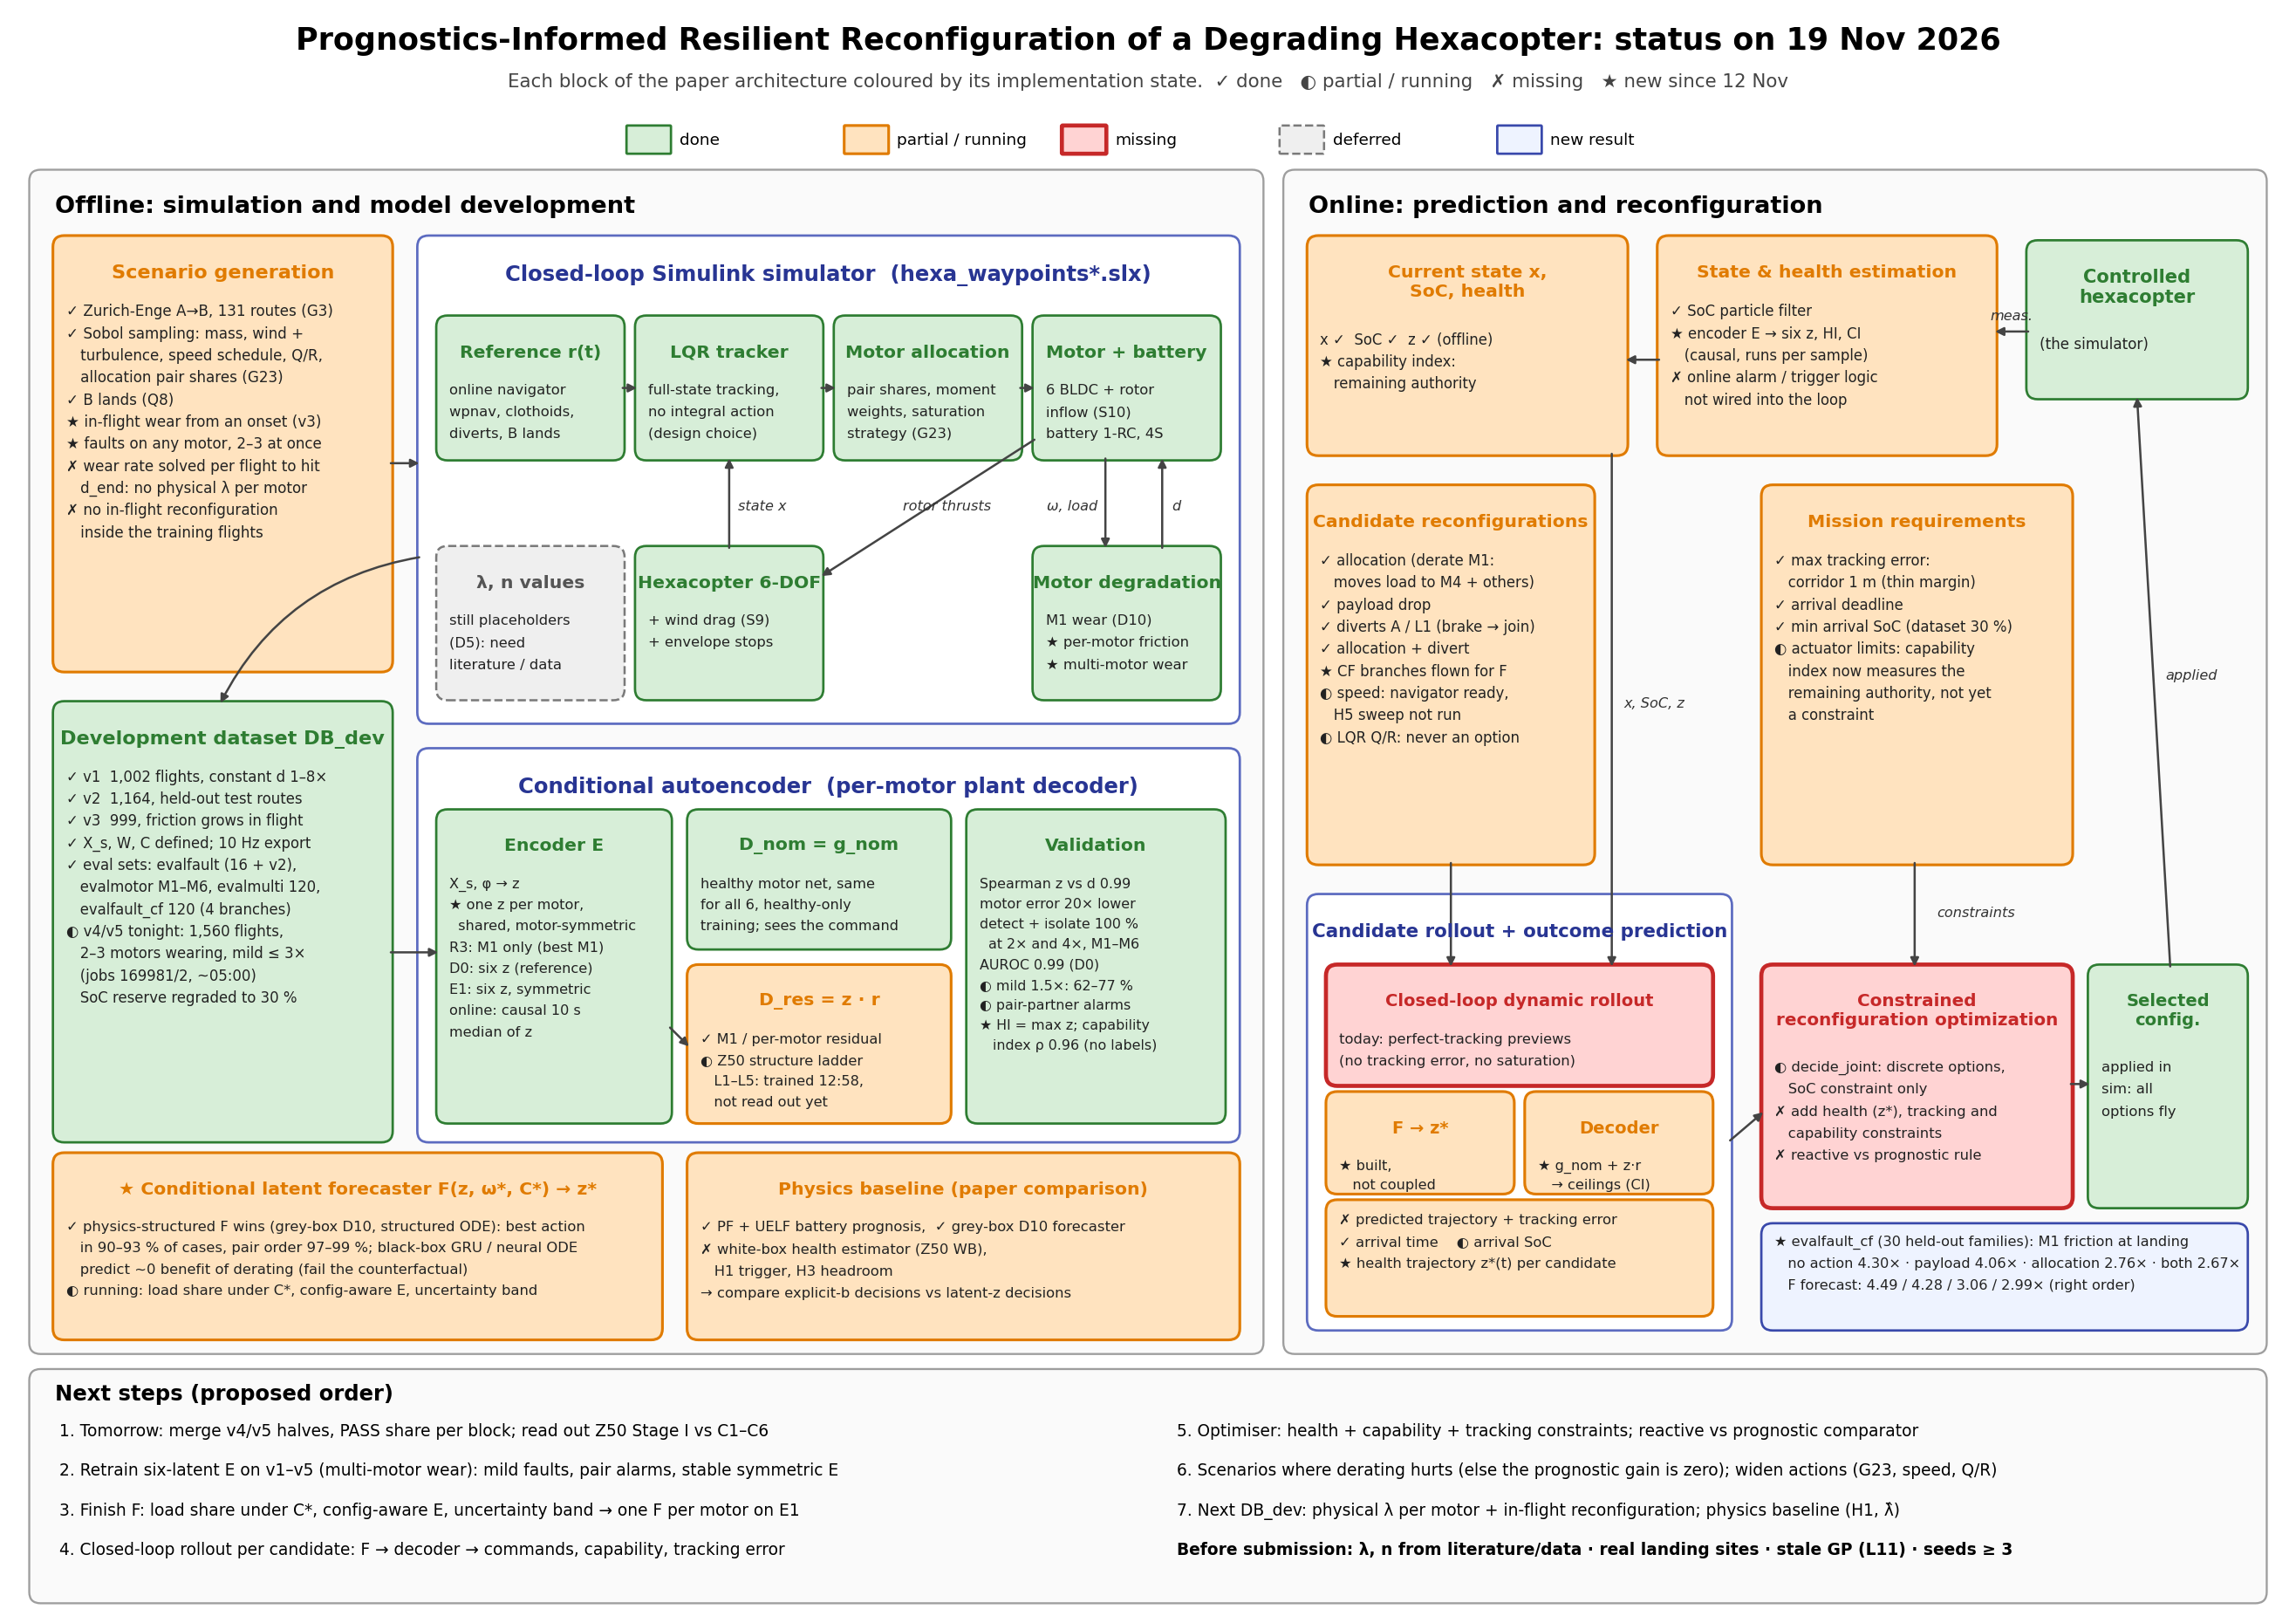 Prognostics-Informed Resilient Reconfiguration of a Degrading Hexacopter: status on 19 Nov 2026
Each block of the paper architecture coloured by its implementation state.  ✓ done   ◐ partial / running   ✗ missing   ★ new since 12 Nov
done
partial / running
missing
deferred
new result
Offline: simulation and model development
Scenario generation
✓ Zurich-Enge A→B, 131 routes (G3)
✓ Sobol sampling: mass, wind +
turbulence, speed schedule, Q/R,
allocation pair shares (G23)
✓ B lands (Q8)
★ in-flight wear from an onset (v3)
★ faults on any motor, 2–3 at once
✗ wear rate solved per flight to hit
d_end: no physical λ per motor
✗ no in-flight reconfiguration
inside the training flights
Closed-loop Simulink simulator  (hexa_waypoints*.slx)
Reference r(t)
online navigator
wpnav, clothoids,
diverts, B lands
LQR tracker
full-state tracking,
no integral action
(design choice)
Motor allocation
pair shares, moment
weights, saturation
strategy (G23)
Motor + battery
6 BLDC + rotor
inflow (S10)
battery 1-RC, 4S
state x
rotor thrusts
ω, load
d
λ, n values
still placeholders
(D5): need
literature / data
Hexacopter 6-DOF
+ wind drag (S9)
+ envelope stops
Motor degradation
M1 wear (D10)
★ per-motor friction
★ multi-motor wear
Development dataset DB_dev
✓ v1  1,002 flights, constant d 1–8×
✓ v2  1,164, held-out test routes
✓ v3  999, friction grows in flight
✓ X_s, W, C defined; 10 Hz export
✓ eval sets: evalfault (16 + v2),
evalmotor M1–M6, evalmulti 120,
evalfault_cf 120 (4 branches)
◐ v4/v5 tonight: 1,560 flights,
2–3 motors wearing, mild ≤ 3×
(jobs 169981/2, ~05:00)
SoC reserve regraded to 30 %
Conditional autoencoder  (per-motor plant decoder)
Encoder E
X_s, φ → z
★ one z per motor,
shared, motor-symmetric
R3: M1 only (best M1)
D0: six z (reference)
E1: six z, symmetric
online: causal 10 s
median of z
D_nom = g_nom
healthy motor net, same
for all 6, healthy-only
training; sees the command
D_res = z · r
✓ M1 / per-motor residual
◐ Z50 structure ladder
L1–L5: trained 12:58,
not read out yet
Validation
Spearman z vs d 0.99
motor error 20× lower
detect + isolate 100 %
at 2× and 4×, M1–M6
AUROC 0.99 (D0)
◐ mild 1.5×: 62–77 %
◐ pair-partner alarms
★ HI = max z; capability
index ρ 0.96 (no labels)
★ Conditional latent forecaster F(z, ω*, C*) → z*
✓ physics-structured F wins (grey-box D10, structured ODE): best action
in 90–93 % of cases, pair order 97–99 %; black-box GRU / neural ODE
predict ~0 benefit of derating (fail the counterfactual)
◐ running: load share under C*, config-aware E, uncertainty band
Physics baseline (paper comparison)
✓ PF + UELF battery prognosis,  ✓ grey-box D10 forecaster
✗ white-box health estimator (Z50 WB),
H1 trigger, H3 headroom
→ compare explicit-b decisions vs latent-z decisions
Online: prediction and reconfiguration
Current state x,
SoC, health
x ✓  SoC ✓  z ✓ (offline)
★ capability index:
remaining authority
State & health estimation
✓ SoC particle filter
★ encoder E → six z, HI, CI
(causal, runs per sample)
✗ online alarm / trigger logic
not wired into the loop
meas.
Controlled
hexacopter
(the simulator)
Candidate reconfigurations
✓ allocation (derate M1:
moves load to M4 + others)
✓ payload drop
✓ diverts A / L1 (brake → join)
✓ allocation + divert
★ CF branches flown for F
◐ speed: navigator ready,
H5 sweep not run
◐ LQR Q/R: never an option
x, SoC, z
Mission requirements
✓ max tracking error:
corridor 1 m (thin margin)
✓ arrival deadline
✓ min arrival SoC (dataset 30 %)
◐ actuator limits: capability
index now measures the
remaining authority, not yet
a constraint
applied
constraints
Candidate rollout + outcome prediction
Closed-loop dynamic rollout
today: perfect-tracking previews
(no tracking error, no saturation)
F → z*
★ built,
not coupled
Decoder
★ g_nom + z·r
→ ceilings (CI)
✗ predicted trajectory + tracking error
✓ arrival time    ◐ arrival SoC
★ health trajectory z*(t) per candidate
Constrained
reconfiguration optimization
◐ decide_joint: discrete options,
SoC constraint only
✗ add health (z*), tracking and
capability constraints
✗ reactive vs prognostic rule
Selected
config.
applied in
sim: all
options fly
★ evalfault_cf (30 held-out families): M1 friction at landing
no action 4.30× · payload 4.06× · allocation 2.76× · both 2.67×
F forecast: 4.49 / 4.28 / 3.06 / 2.99× (right order)
Next steps (proposed order)
1. Tomorrow: merge v4/v5 halves, PASS share per block; read out Z50 Stage I vs C1–C6
2. Retrain six-latent E on v1–v5 (multi-motor wear): mild faults, pair alarms, stable symmetric E
3. Finish F: load share under C*, config-aware E, uncertainty band → one F per motor on E1
4. Closed-loop rollout per candidate: F → decoder → commands, capability, tracking error
5. Optimiser: health + capability + tracking constraints; reactive vs prognostic comparator
6. Scenarios where derating hurts (else the prognostic gain is zero); widen actions (G23, speed, Q/R)
7. Next DB_dev: physical λ per motor + in-flight reconfiguration; physics baseline (H1, λ̂)
Before submission: λ, n from literature/data · real landing sites · stale GP (L11) · seeds ≥ 3